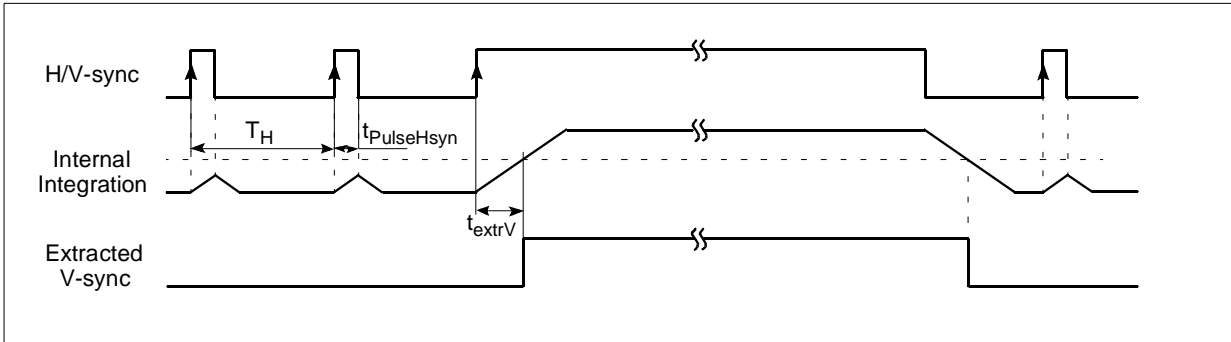 H/V-sync
T_H
t_PulseHsyn
Internal
Integration
t_extrV
Extracted
V-sync